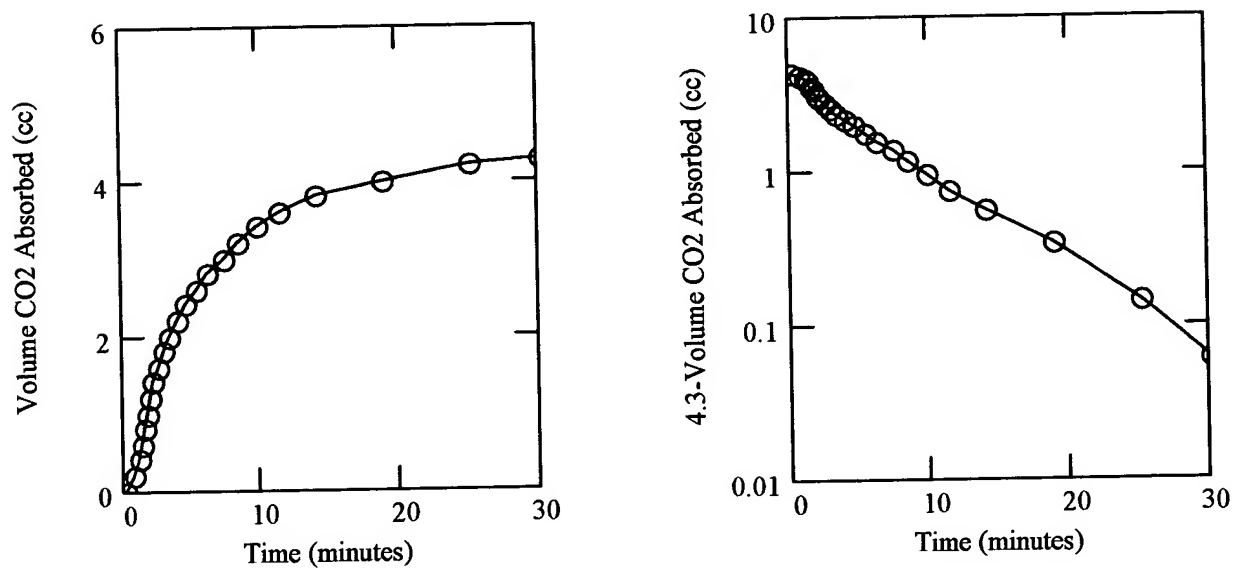 Volume CO2 Absorbed (cc)
6
4
2
0
0 10 20 30
Time (minutes)
4.3-Volume CO2 Absorbed (cc)
10
1
0.1
0.01
0 10 20 30
Time (minutes)